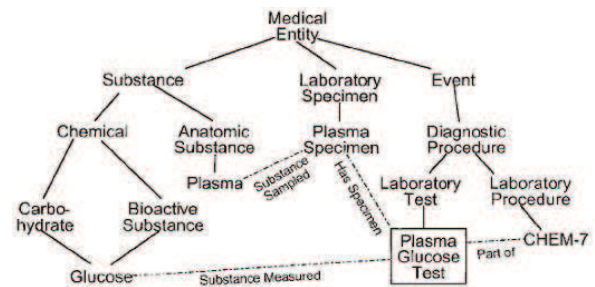 Medical
Entity
Substance
Laboratory
Specimen
Event
Chemical
Anatomic
Substance
Plasma
Specimen
Diagnostic
Procedure
Plasma
Substance
Sampled
Has Specimen
Laboratory
Test
Laboratory
Procedure
Carbo-
hydrate
Bioactive
Substance
Plasma
Glucose
Test
Part of
CHEM-7
Glucose
Substance Measured